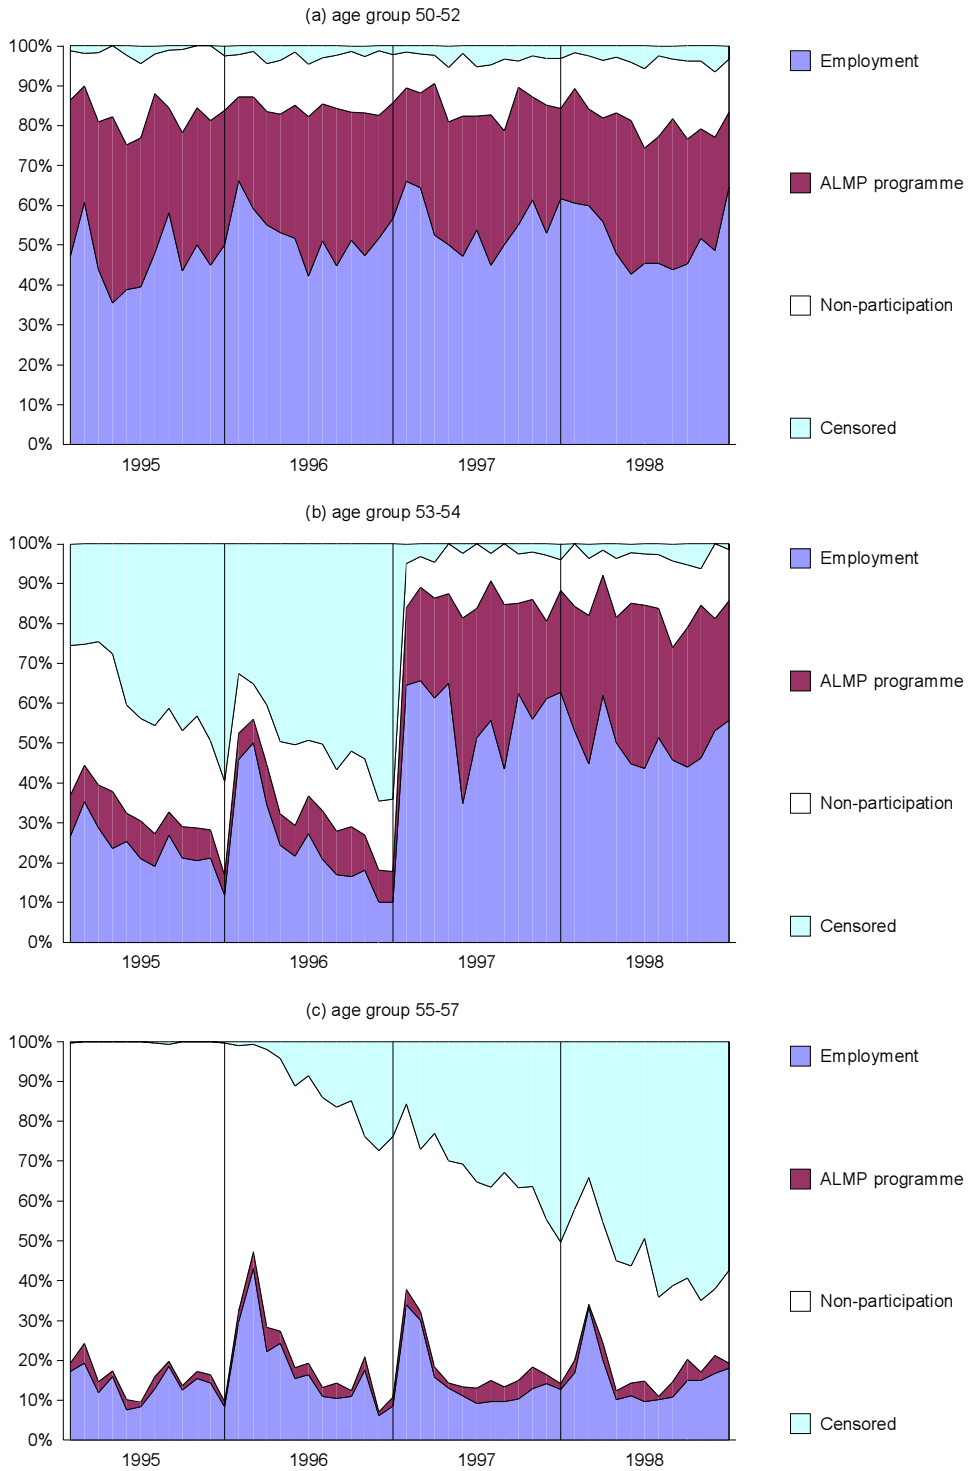 (a) age group 50-52
100%
90%
80%
70%
60%
50%
40%
30%
20%
10%
0%
1995 1996 1997 1998
Employment
ALMP programme
Non-participation
Censored
(b) age group 53-54
100%
90%
80%
70%
60%
50%
40%
30%
20%
10%
0%
1995 1996 1997 1998
Employment
ALMP programme
Non-participation
Censored
(c) age group 55-57
100%
90%
80%
70%
60%
50%
40%
30%
20%
10%
0%
1995 1996 1997 1998
Employment
ALMP programme
Non-participation
Censored